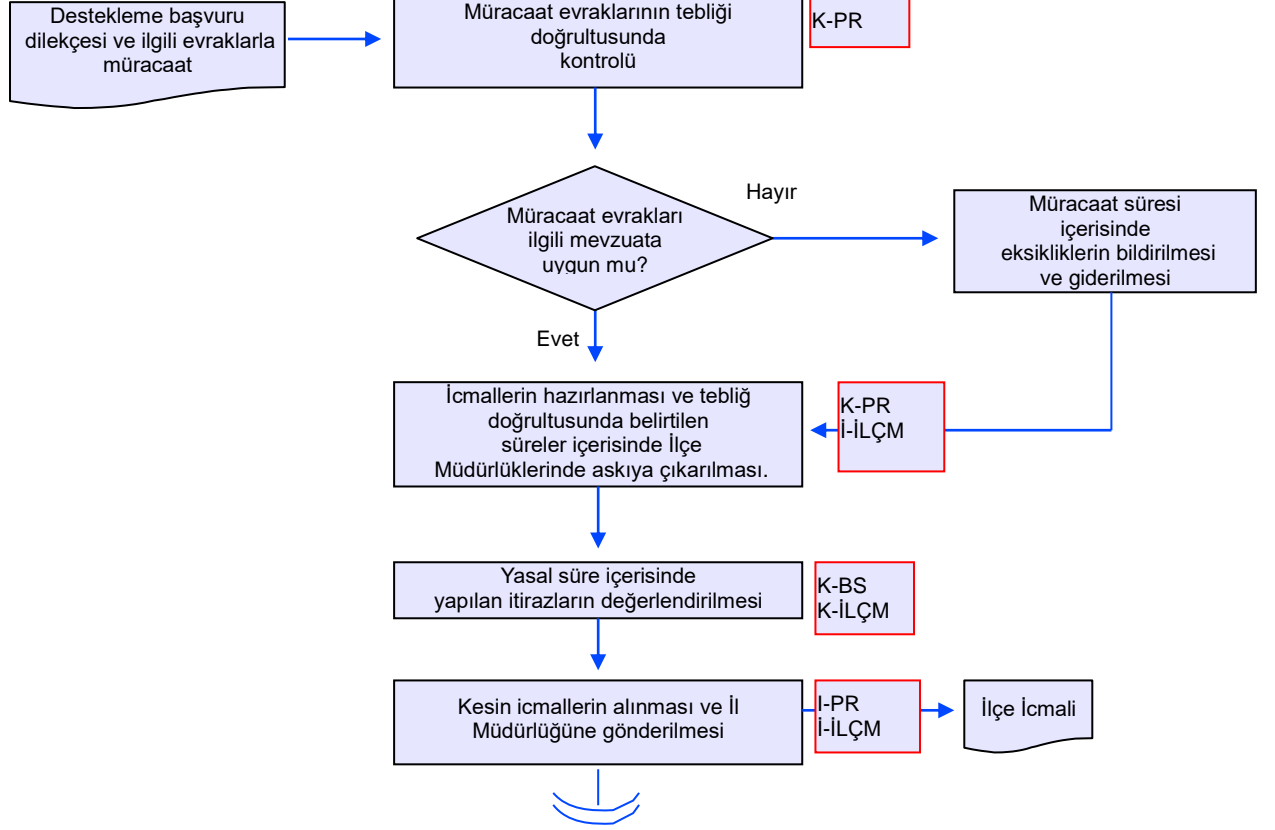 Destekleme başvuru
dilekçesi ve ilgili evraklarla
müracaat
Müracaat evraklarının tebliği
doğrultusunda
kontrolü
K-PR
Müracaat evrakları
ilgili mevzuata
uygun mu?
Hayır
Müracaat süresi
içerisinde
eksikliklerin bildirilmesi
ve giderilmesi
Evet
İcmallerin hazırlanması ve tebliğ
doğrultusunda belirtilen
süreler içerisinde İlçe
Müdürlüklerinde askıya çıkarılması.
K-PR
İ-İLÇM
Yasal süre içerisinde
yapılan itirazların değerlendirilmesi
K-BS
K-İLÇM
Kesin icmallerin alınması ve İl
Müdürlüğüne gönderilmesi
I-PR
İ-İLÇM
İlçe İcmali